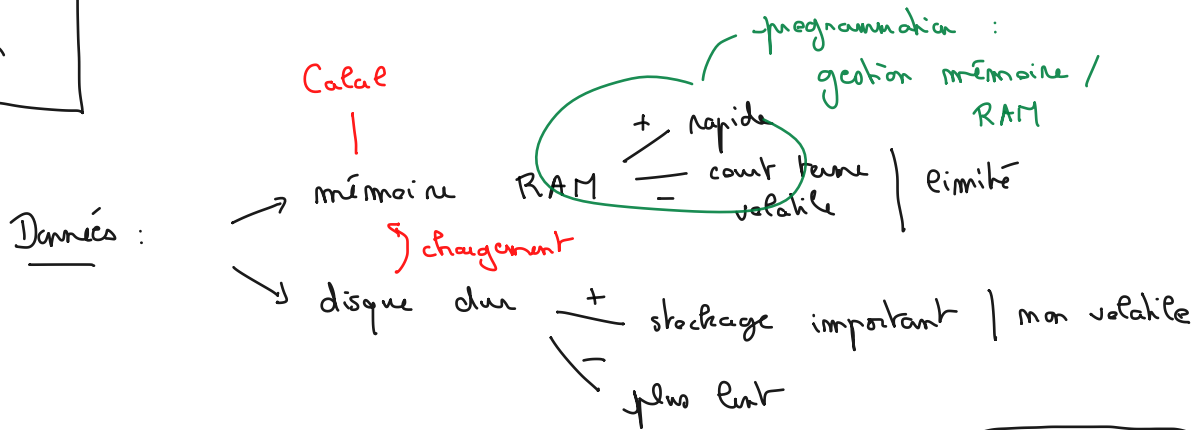 programmation :
gestion mémoire /
RAM
Calcul
+ rapide
mémoire RAM
- court terme | limité
volatile
Données :
chargement
disque dur
+ stockage important | non volatile
- plus lent